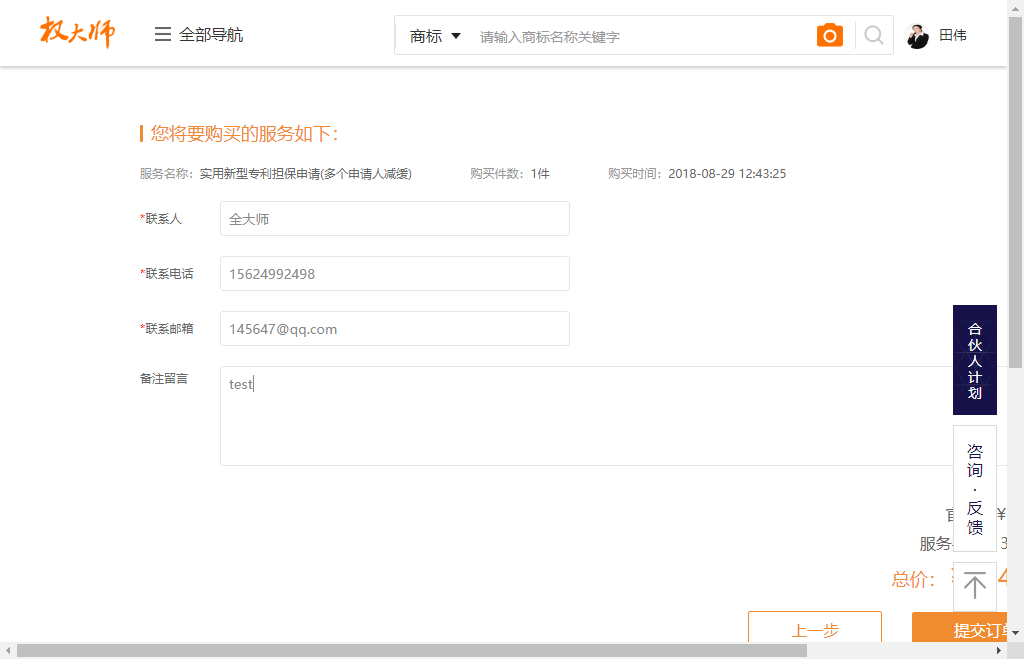 权大师
全部导航
商标
请输入商标名称关键字
田伟
您将要购买的服务如下:
服务名称: 实用新型专利担保申请(多个申请人减缓)
购买件数: 1件
购买时间: 2018-08-29 12:43:25
*联系人
全大师
*联系电话
15624992498
*联系邮箱
145647@qq.com
备注留言
test
合伙人计划
咨询·反馈
¥
服务
3
总价:
4
上一步
提交订单